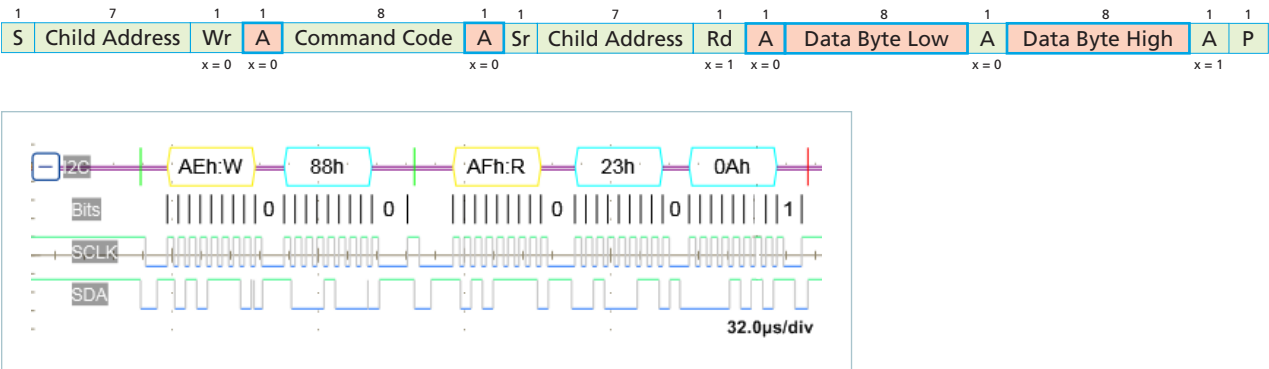 1 7 1 1 8 1 1 7 1 1 8 1 8 1 1
S Child Address Wr A Command Code A Sr Child Address Rd A Data Byte Low A Data Byte High A P
x = 0 x = 0 x = 0 x = 1 x = 0 x = 0 x = 1
I2C AEh:W 88h AFh:R 23h 0Ah
Bits 0 0 0 0 1
SCLK
SDA
32.0µs/div